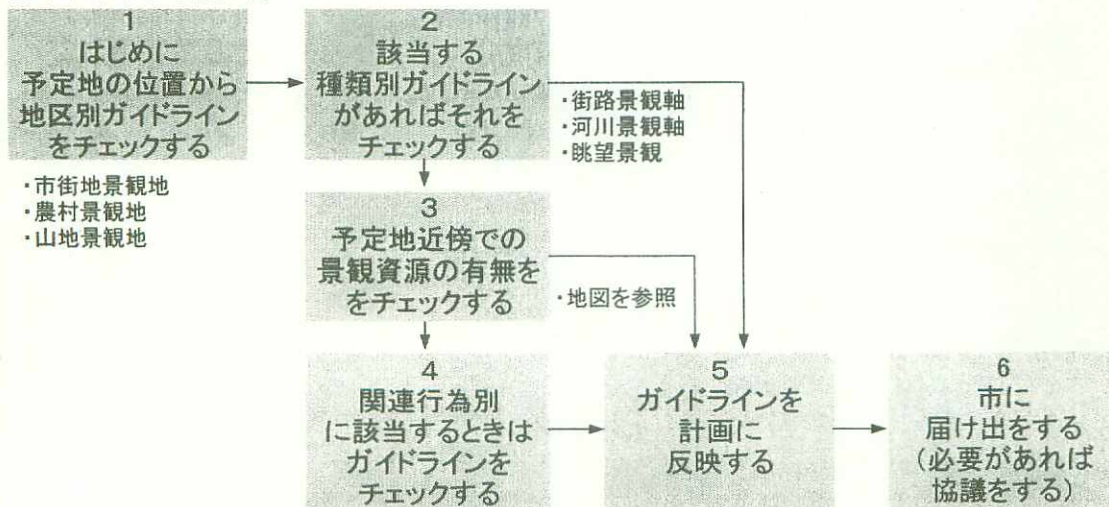 1
はじめに
予定地の位置から
地区別ガイドライン
をチェックする
・市街地景観地
・農村景観地
・山地景観地
2
該当する
種類別ガイドライン
があればそれを
チェックする
・街路景観軸
・河川景観軸
・眺望景観
3
予定地近傍での
景観資源の有無を
をチェックする
・地図を参照
4
関連行為別
に該当するときは
ガイドラインを
チェックする
5
ガイドラインを
計画に
反映する
6
市に
届け出をする
(必要があれば
協議をする)